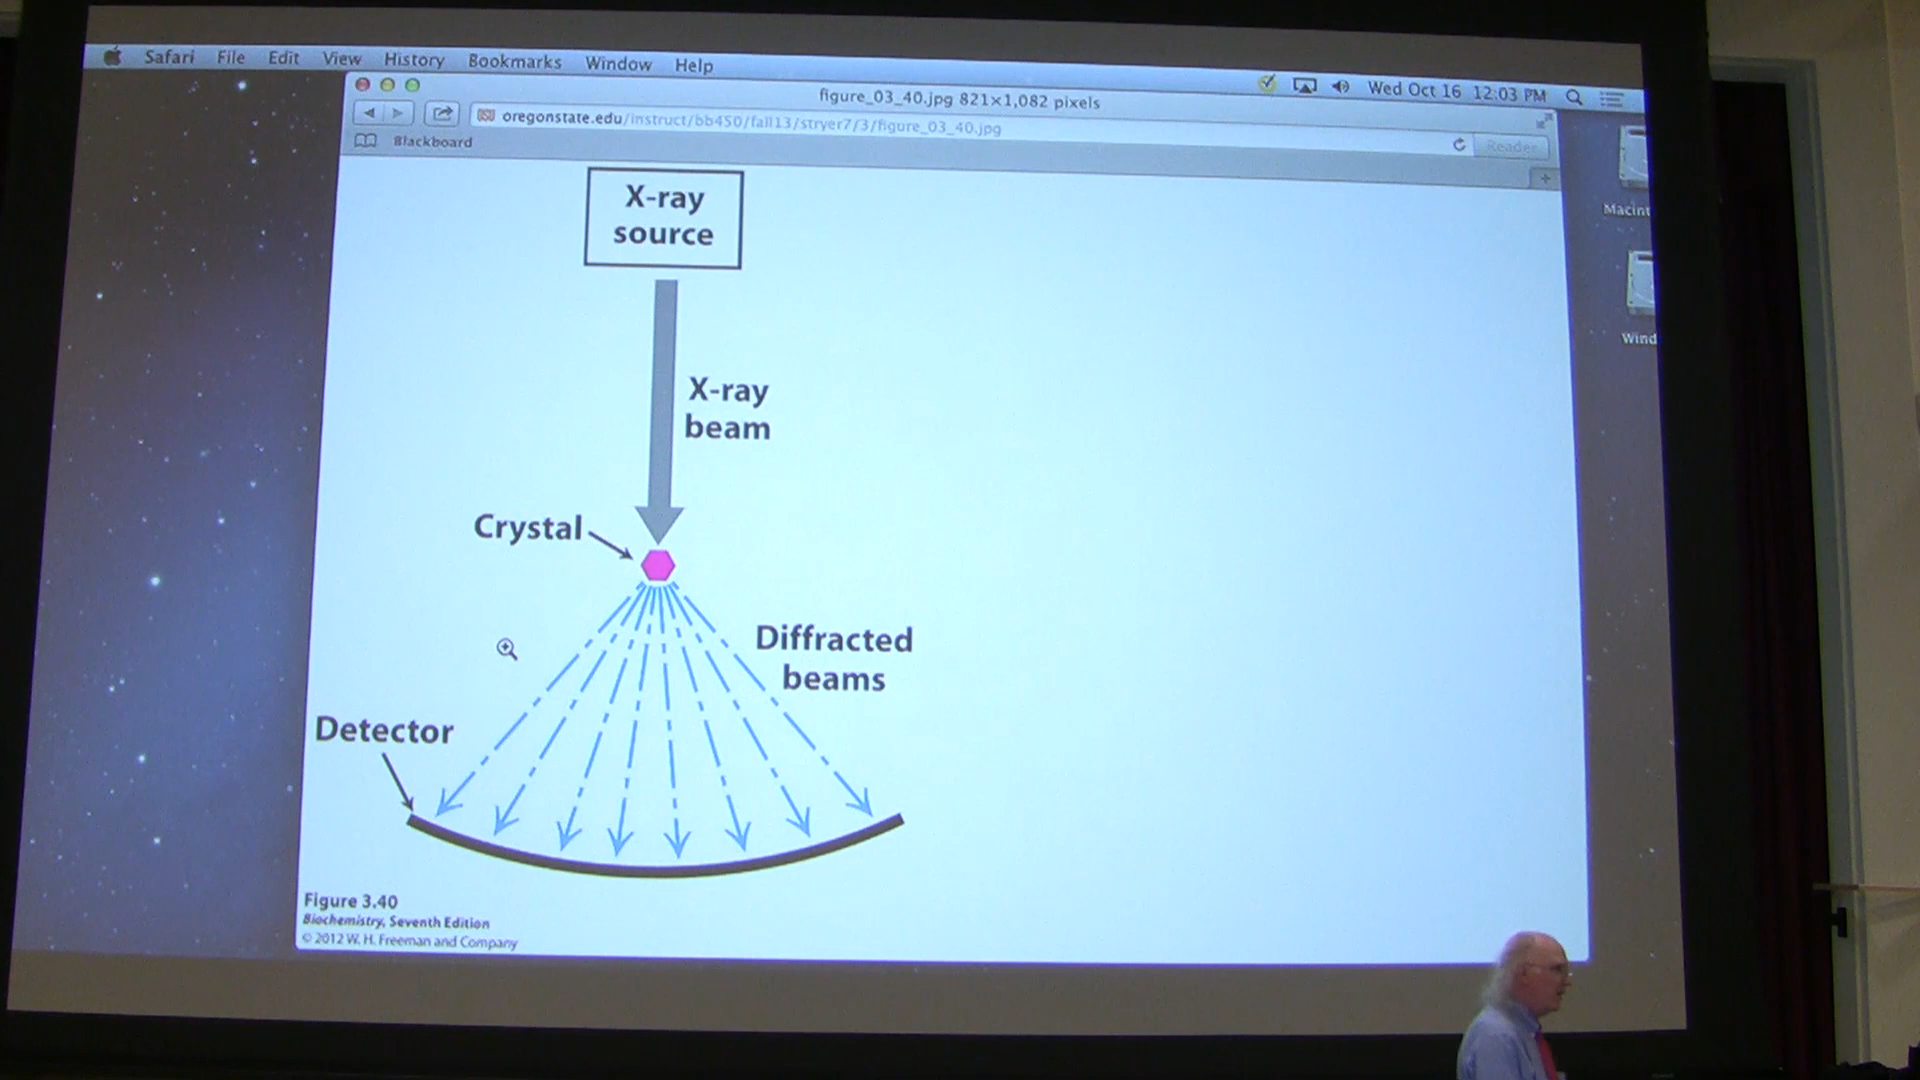 Safari File Edit View History Bookmarks Window Help
Wed Oct 16 12:03 PM
figure_03_40.jpg 821×1,082 pixels
oregonstate.edu/instruct/bb450/fall13/stryer7/3/figure_03_40.jpg
Reader
Blackboard
X-ray
source
Macint
Wind
X-ray
beam
Crystal
Diffracted
beams
Detector
Figure 3.40
Biochemistry, Seventh Edition
© 2012 W. H. Freeman and Company